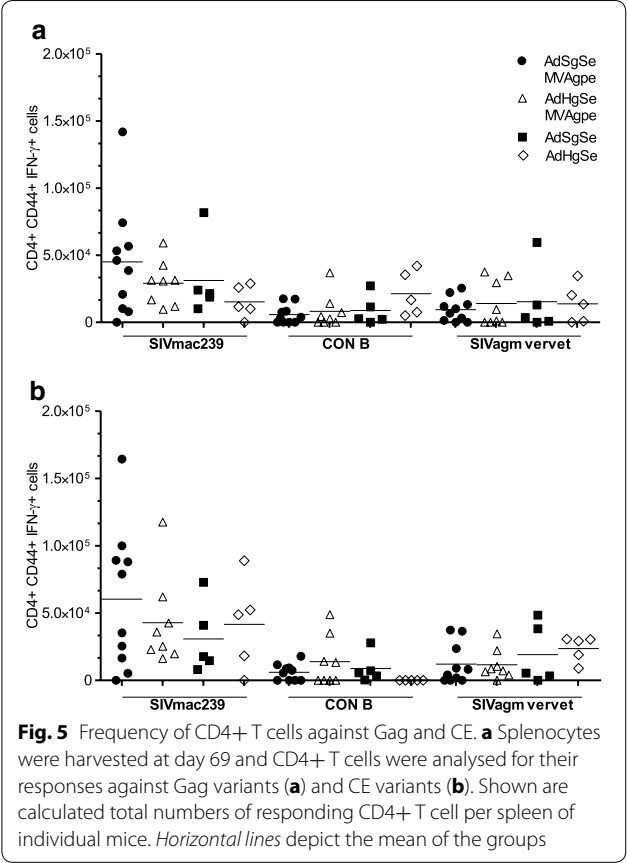 a
2.0x10⁵
1.5x10⁵
1.0x10⁵
5.0x10⁴
0
CD4+ CD44+ IFN-γ+ cells
AdSgSe
MVAgpe
AdHgSe
MVAgpe
AdSgSe
AdHgSe
SIVmac239 CON B SIVagm vervet
b
2.0x10⁵
1.5x10⁵
1.0x10⁵
5.0x10⁴
0
CD4+ CD44+ IFN-γ+ cells
SIVmac239 CON B SIVagm vervet
Fig. 5 Frequency of CD4+ T cells against Gag and CE. a Splenocytes
were harvested at day 69 and CD4+ T cells were analysed for their
responses against Gag variants (a) and CE variants (b). Shown are
calculated total numbers of responding CD4+ T cell per spleen of
individual mice. Horizontal lines depict the mean of the groups